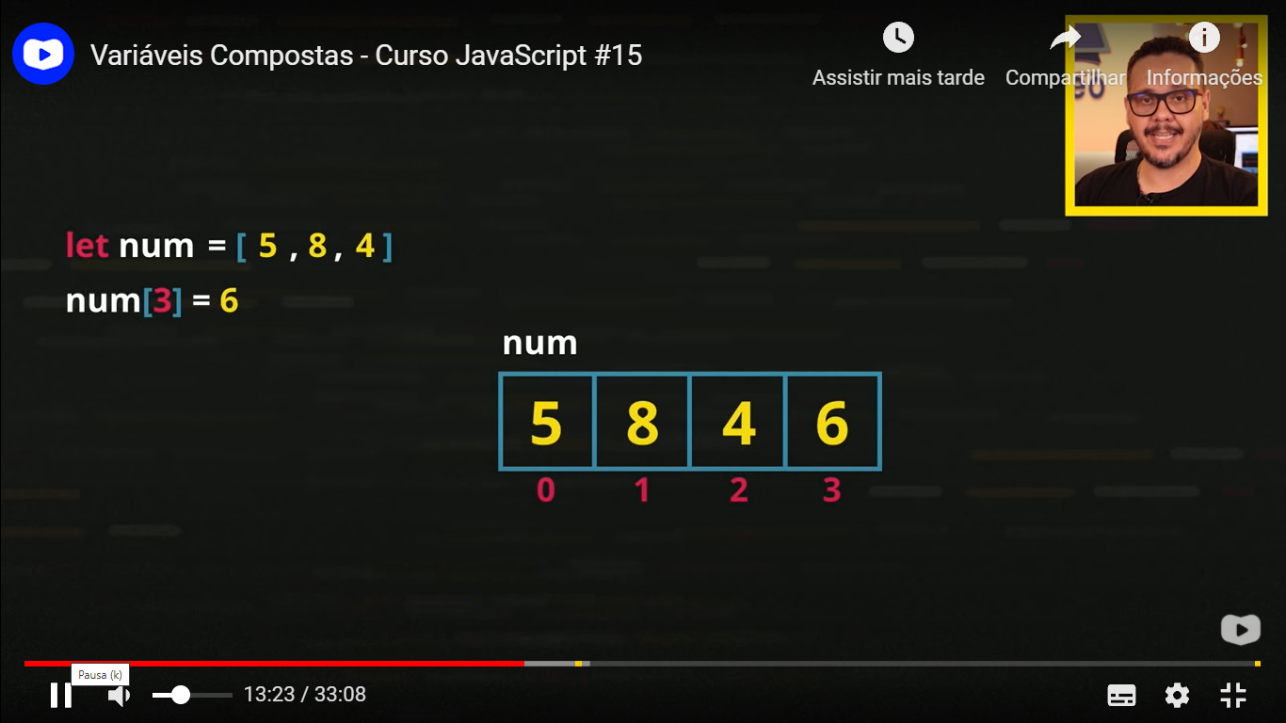 Variáveis Compostas - Curso JavaScript #15
Assistir mais tarde
Compartilhar
Informações
eo
let num = [ 5 , 8 , 4 ]
num[3] = 6
num
5 8 4 6
0 1 2 3
Pausa (k)
13:23 / 33:08